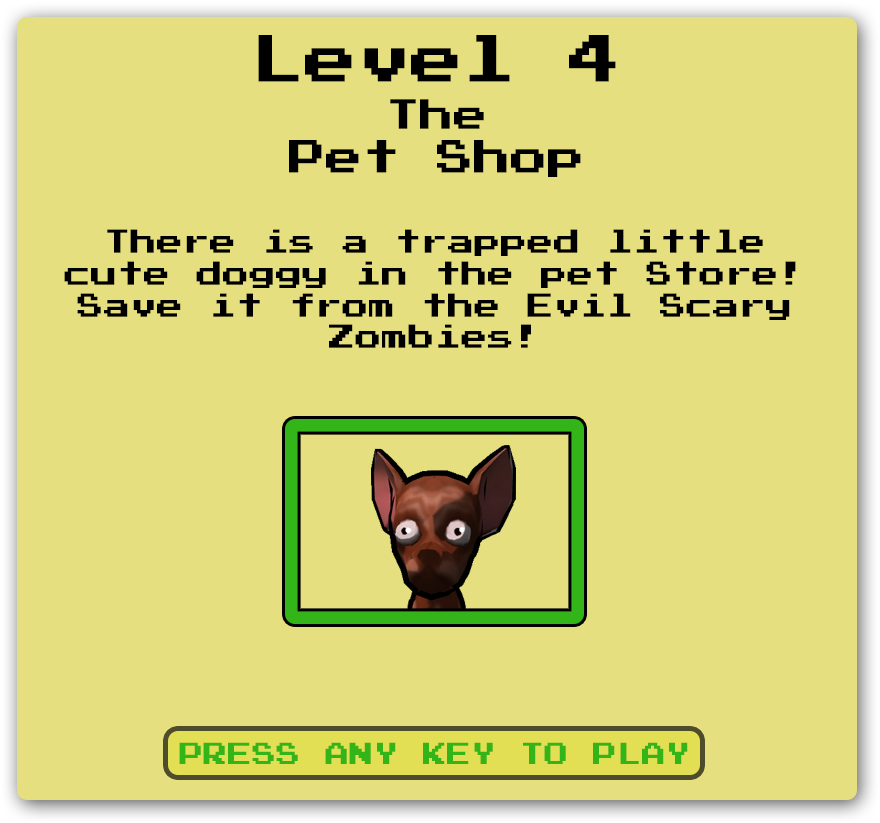 Level 4
The
Pet Shop
There is a trapped little
cute doggy in the pet Store!
Save it from the Evil Scary
Zombies!
PRESS ANY KEY TO PLAY